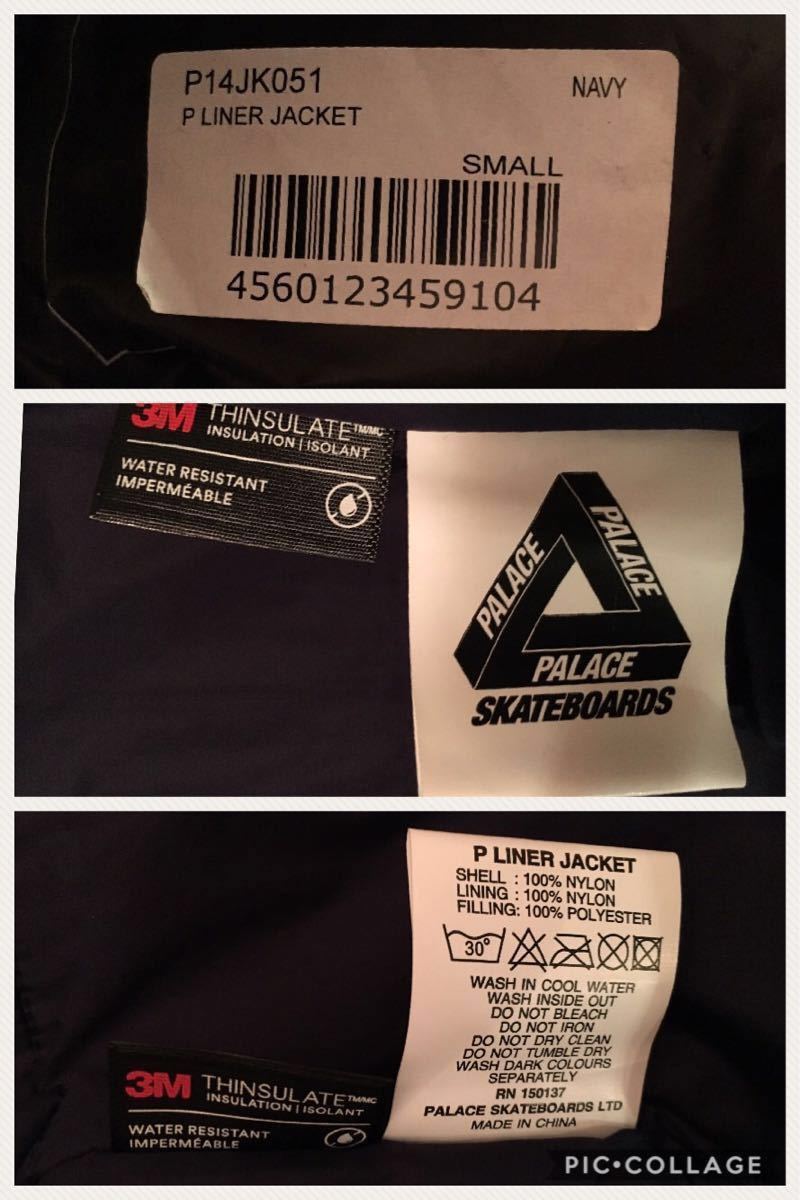 P14JK051 NAVY
P LINER JACKET
SMALL
4560123459104
3M THINSULATE™/MC
INSULATION | ISOLANT
WATER RESISTANT
IMPERMÉABLE
PALACE
PALACE
PALACE
SKATEBOARDS
P LINER JACKET
SHELL : 100% NYLON
LINING : 100% NYLON
FILLING: 100% POLYESTER
30°
WASH IN COOL WATER
WASH INSIDE OUT
DO NOT BLEACH
DO NOT IRON
DO NOT DRY CLEAN
DO NOT TUMBLE DRY
WASH DARK COLOURS
SEPARATELY
RN 150137
PALACE SKATEBOARDS LTD
MADE IN CHINA
3M THINSULATE™/MC
INSULATION | ISOLANT
WATER RESISTANT
IMPERMÉABLE
PIC•COLLAGE